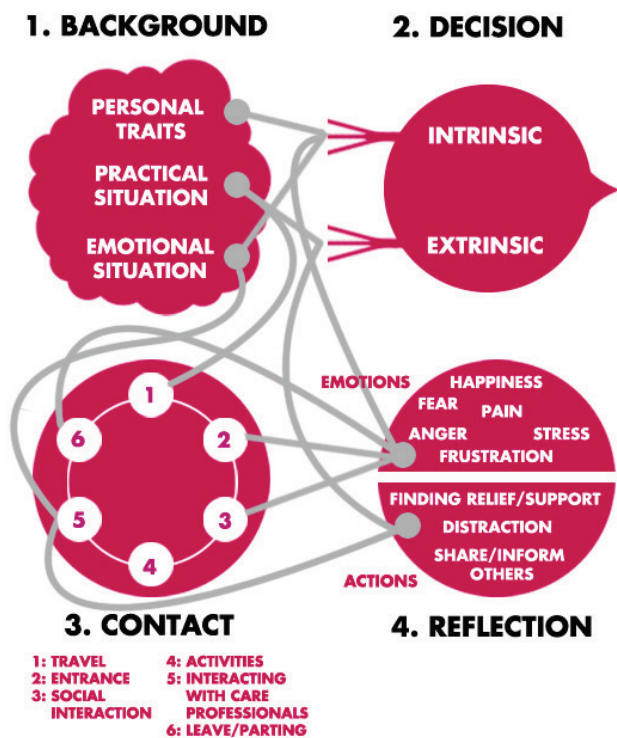 1. BACKGROUND
2. DECISION
PERSONAL
TRAITS
PRACTICAL
SITUATION
EMOTIONAL
SITUATION
INTRINSIC
EXTRINSIC
1
2
3
4
5
6
EMOTIONS
HAPPINESS
FEAR
PAIN
ANGER
STRESS
FRUSTRATION
FINDING RELIEF/SUPPORT
DISTRACTION
SHARE/INFORM
OTHERS
ACTIONS
3. CONTACT
4. REFLECTION
1: TRAVEL
2: ENTRANCE
3: SOCIAL
INTERACTION
4: ACTIVITIES
5: INTERACTING
WITH CARE
PROFESSIONALS
6: LEAVE/PARTING